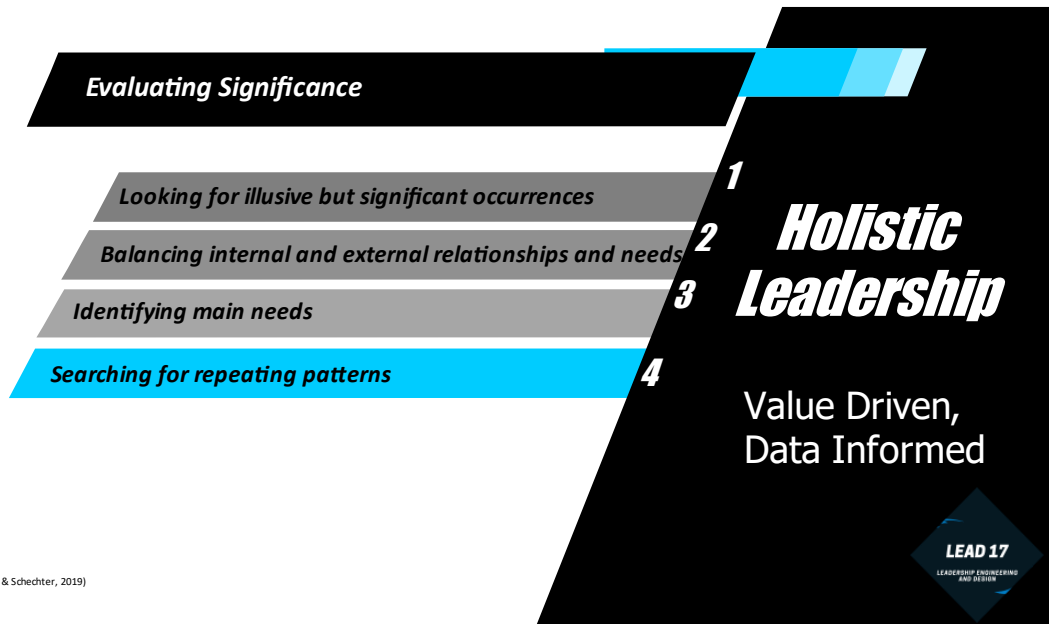 Evaluating Significance
Looking for illusive but significant occurrences
1
Balancing internal and external relationships and needs
2
Identifying main needs
3
Searching for repeating patterns
4
Holistic
Leadership
Value Driven,
Data Informed
LEAD 17
LEADERSHIP ENGINEERING
AND DESIGN
& Schechter, 2019)